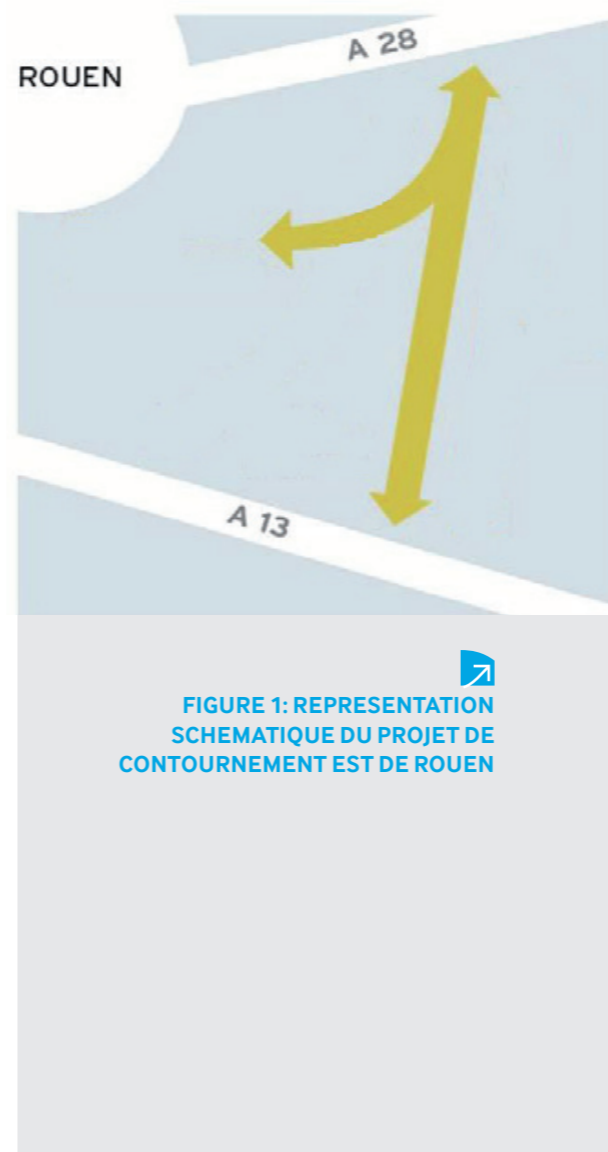 A 28
ROUEN
A 13
FIGURE 1: REPRESENTATION
SCHEMATIQUE DU PROJET DE
CONTOURNEMENT EST DE ROUEN